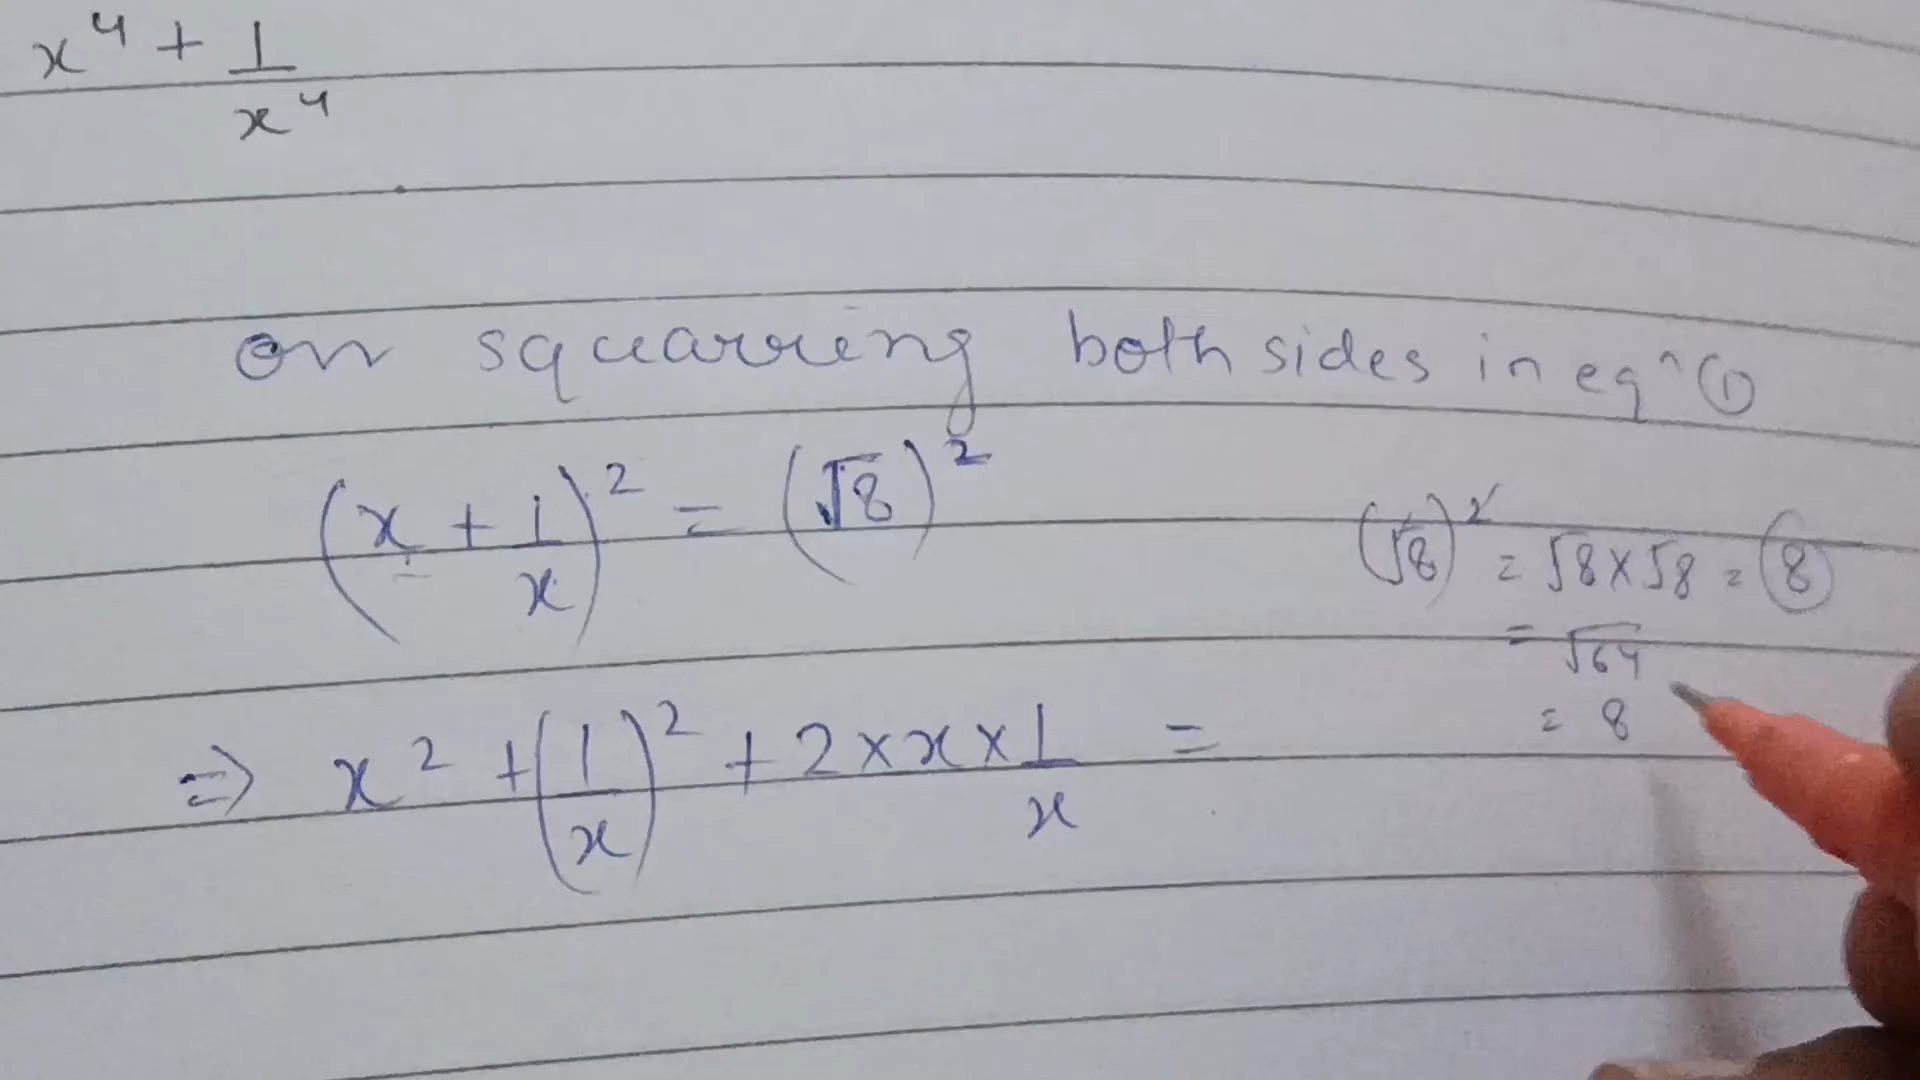 x⁴ + 1/x⁴
on squarring both sides in eqⁿ ①
(x + 1/x)² = (√8)²
(√8)² = √8 × √8 = 8
= √64
= 8
⇒ x² + (1/x)² + 2 × x × 1/x =